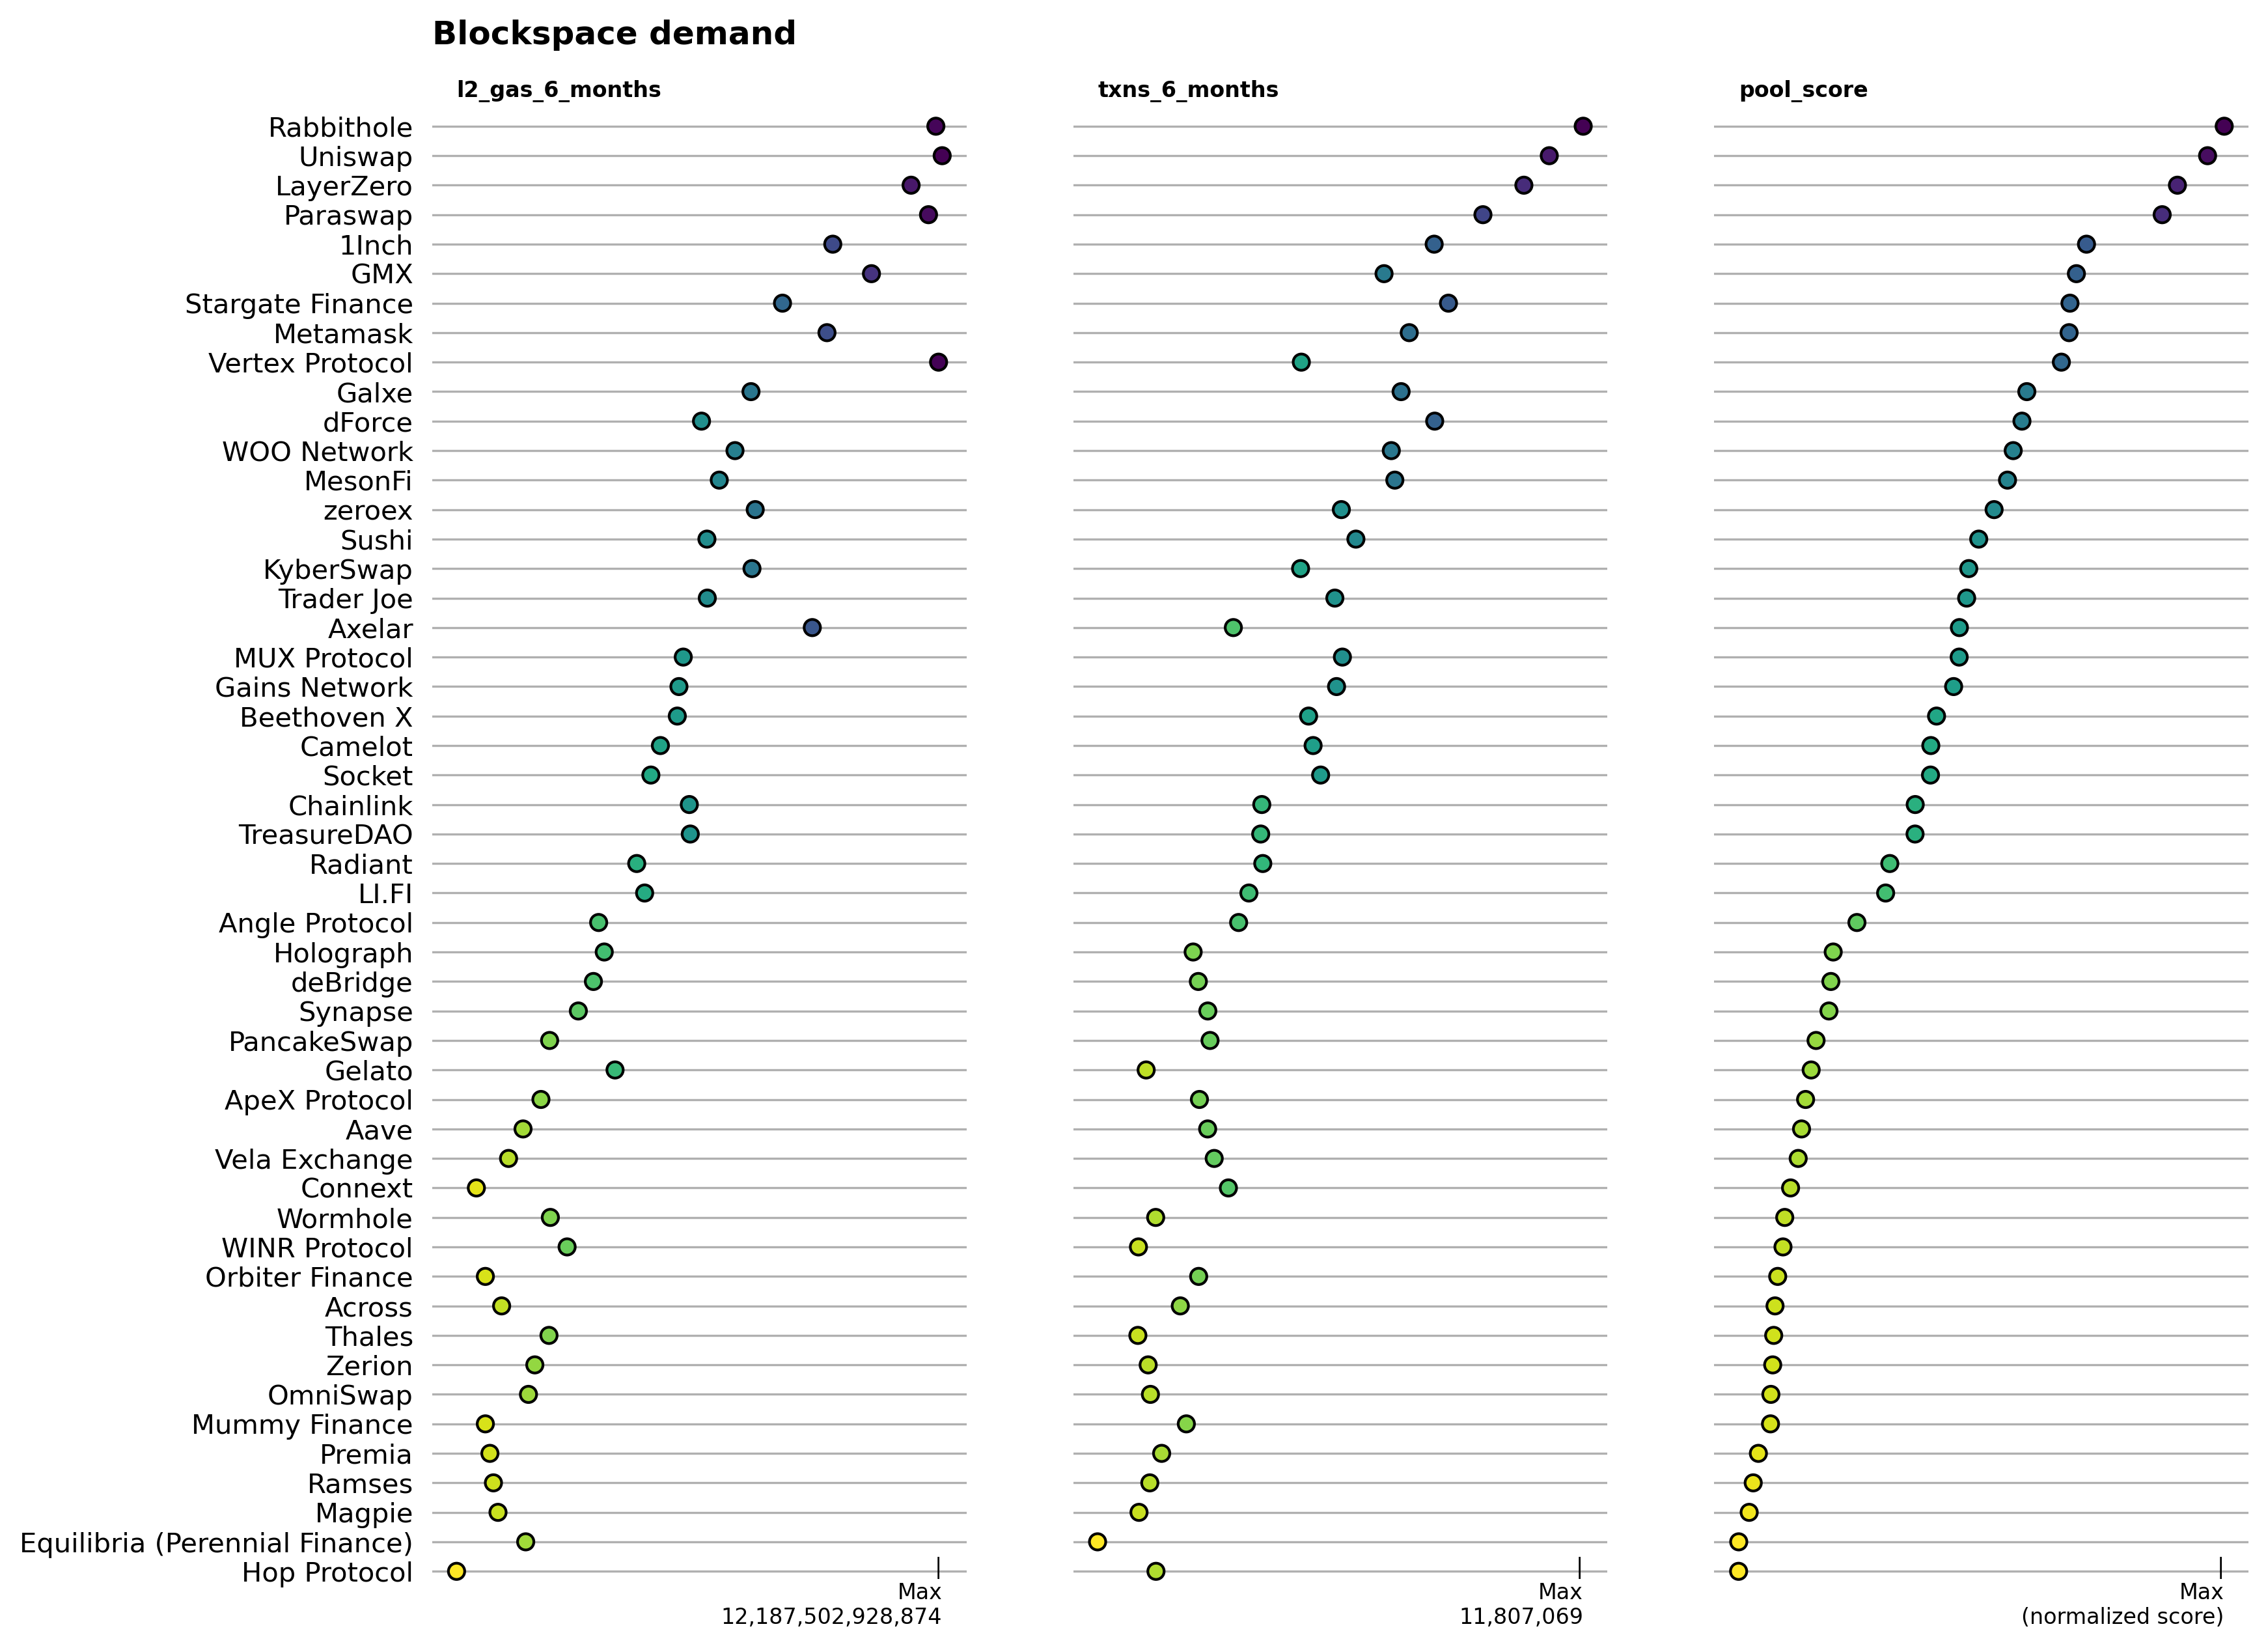 Blockspace demand
l2_gas_6_months txns_6_months pool_score
Rabbithole
Uniswap
LayerZero
Paraswap
1Inch
GMX
Stargate Finance
Metamask
Vertex Protocol
Galxe
dForce
WOO Network
MesonFi
zeroex
Sushi
KyberSwap
Trader Joe
Axelar
MUX Protocol
Gains Network
Beethoven X
Camelot
Socket
Chainlink
TreasureDAO
Radiant
LI.FI
Angle Protocol
Holograph
deBridge
Synapse
PancakeSwap
Gelato
ApeX Protocol
Aave
Vela Exchange
Connext
Wormhole
WINR Protocol
Orbiter Finance
Across
Thales
Zerion
OmniSwap
Mummy Finance
Premia
Ramses
Magpie
Equilibria (Perennial Finance)
Hop Protocol
Max Max Max
12,187,502,928,874 11,807,069 (normalized score)